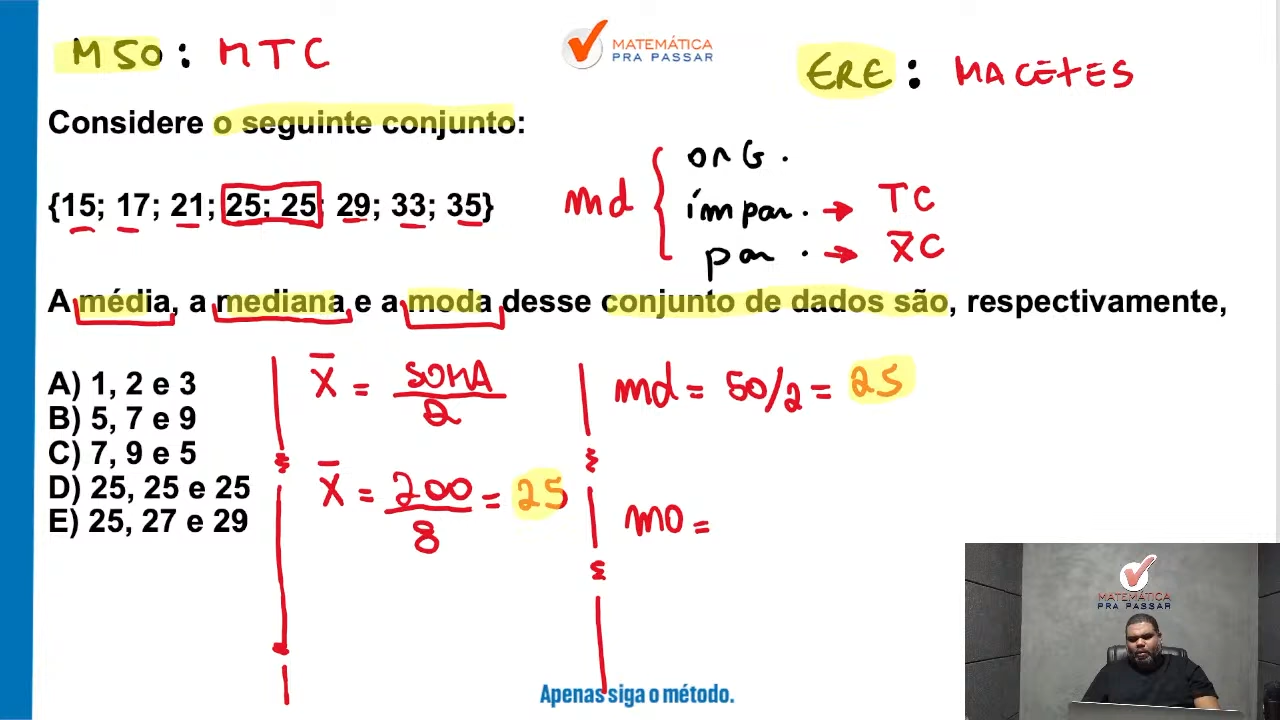 M50: MTC
MATEMÁTICA
PRA PASSAR
ERE: MACETES
Considere o seguinte conjunto:
{15; 17; 21; 25; 25; 29; 33; 35}
md
org.
ímpar. → TC
par. → X̄C
A média, a mediana e a moda desse conjunto de dados são, respectivamente,
A) 1, 2 e 3
B) 5, 7 e 9
C) 7, 9 e 5
D) 25, 25 e 25
E) 25, 27 e 29
X̄ = SOMA/Q
X̄ = 200/8 = 25
md = 50/2 = 25
MO =
MATEMÁTICA
PRA PASSAR
Apenas siga o método.